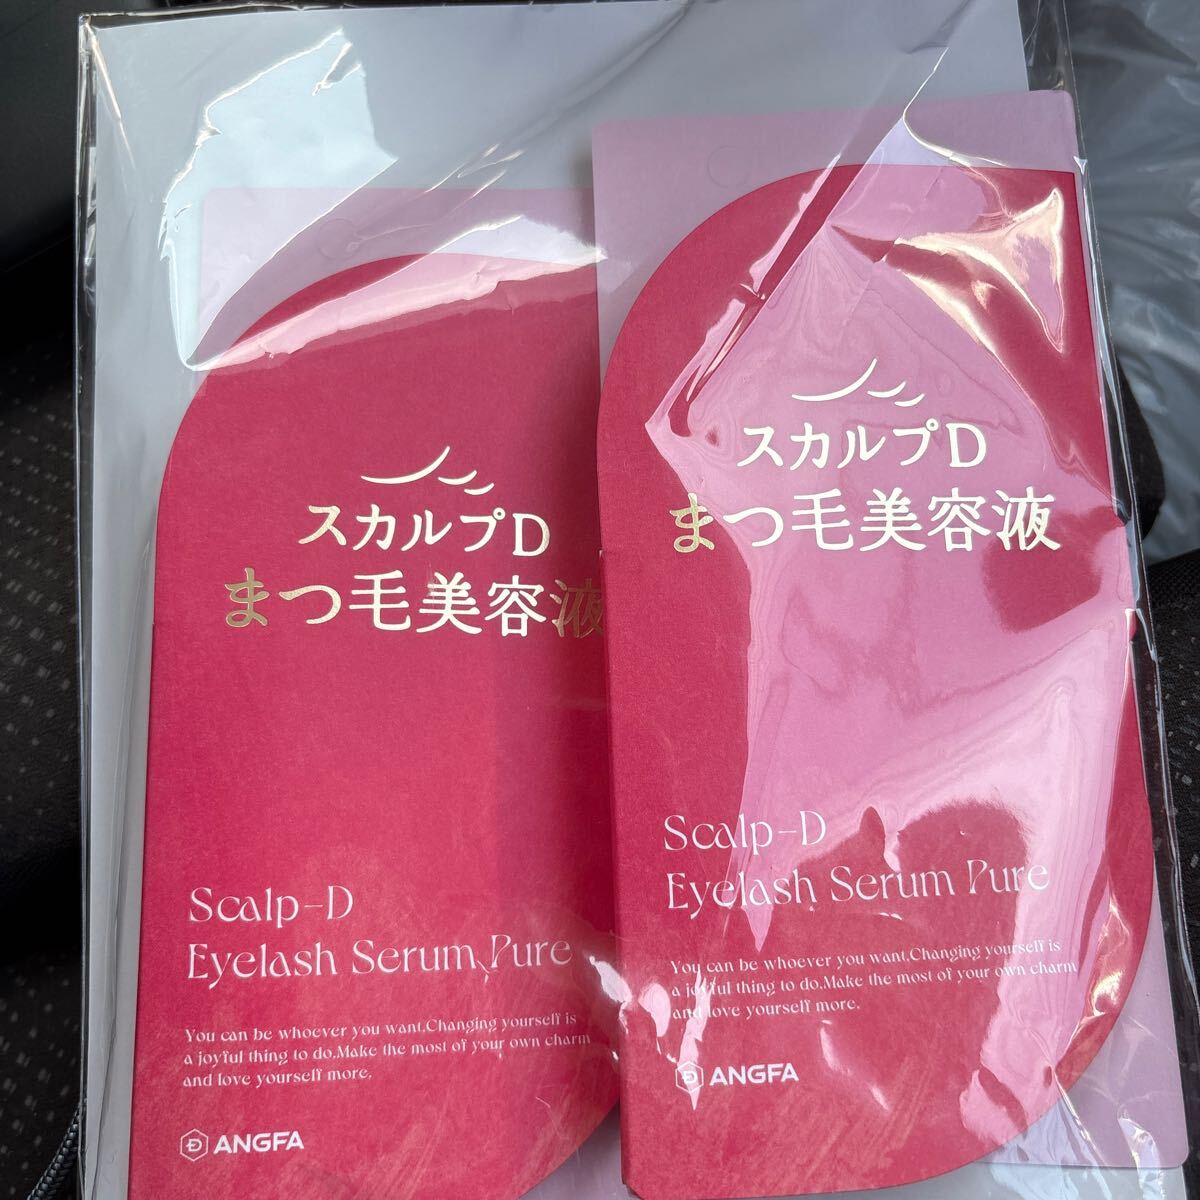 スカルプD
まつ毛美容液
Scalp-D
Eyelash Serum Pure
You can be whoever you want.Changing yourself is
a joyful thing to do.Make the most of your own charm
and love yourself more.
ANGFA
スカルプD
まつ毛美容液
Scalp-D
Eyelash Serum Pure
You can be whoever you want.Changing yourself is
a joyful thing to do.Make the most of your own charm
and love yourself more.
ANGFA